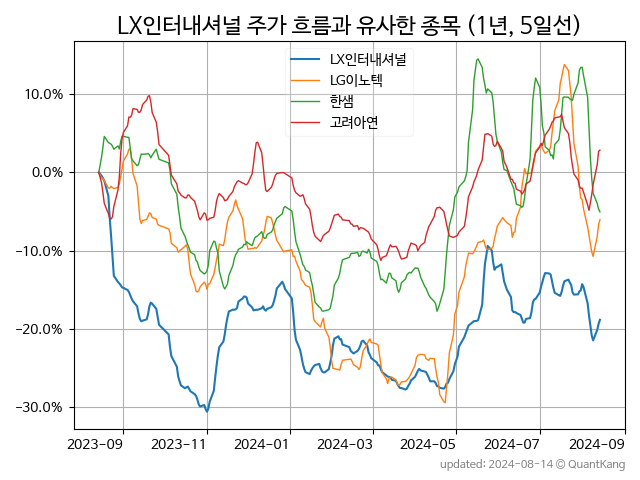 LX인터내셔널 주가 흐름과 유사한 종목 (1년, 5일선)
LX인터내셔널
LG이노텍
한샘
고려아연
10.0%
0.0%
-10.0%
-20.0%
-30.0%
2023-09 2023-11 2024-01 2024-03 2024-05 2024-07 2024-09
updated: 2024-08-14 © QuantKang